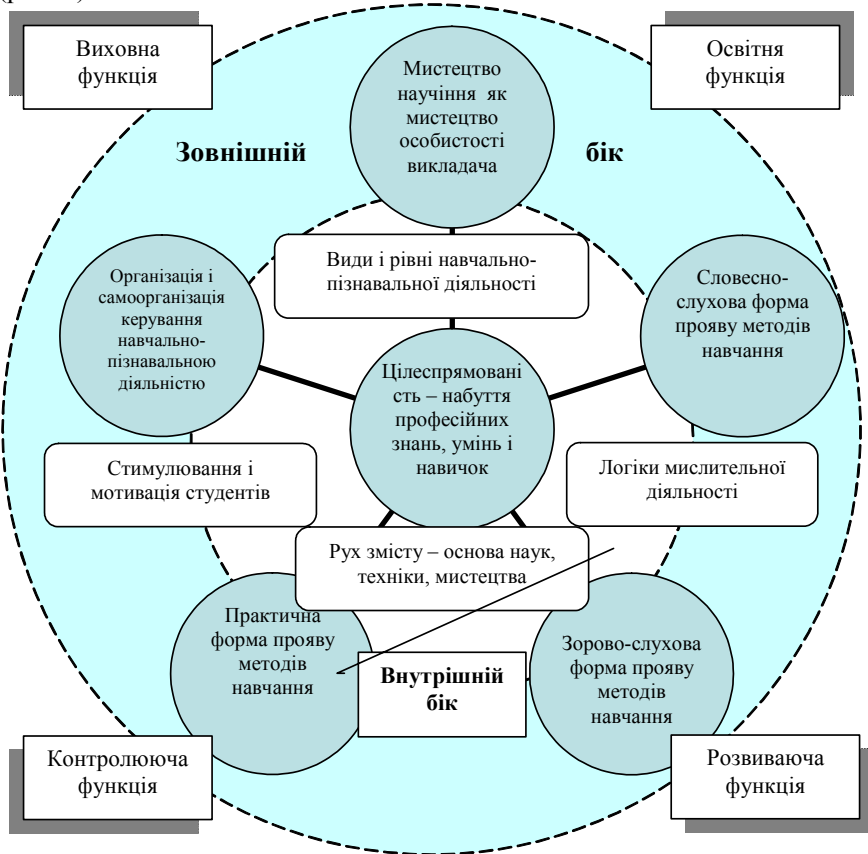 Виховна
функція
Освітня
функція
Мистецтво
научіння як
мистецтво
особистості
викладача
Зовнішній бік
Види і рівні навчально-
пізнавальної діяльності
Організація і
самоорганізація
керування
навчально-
пізнавальною
діяльністю
Словесно-
слухова форма
прояву методів
навчання
Цілеспрямовані
сть – набуття
професійних
знань, умінь і
навичок
Стимулювання і
мотивація студентів
Логіки мислительної
діяльності
Рух змісту – основа наук,
техніки, мистецтва
Практична
форма прояву
методів
навчання
Внутрішній
бік
Зорово-слухова
форма прояву
методів
навчання
Контролююча
функція
Розвиваюча
функція